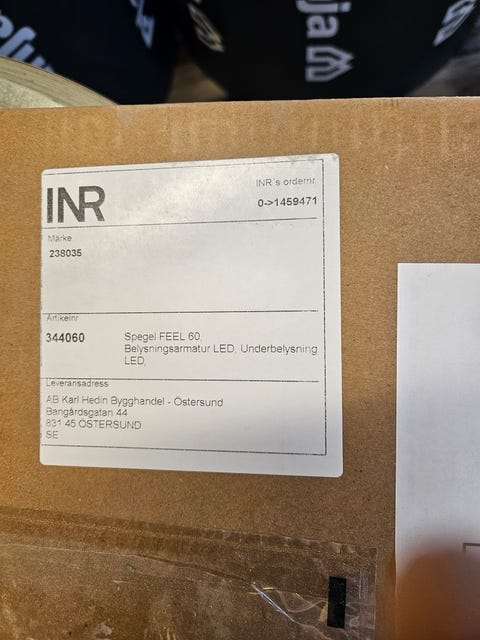 INR
INR´s ordernr
0->1459471
Märke
238035
Artikelnr
344060
Spegel FEEL 60,
Belysningsarmatur LED, Underbelysning
LED,
Leveransadress
AB Karl Hedin Bygghandel - Östersund
Bangårdsgatan 44
831 45 ÖSTERSUND
SE